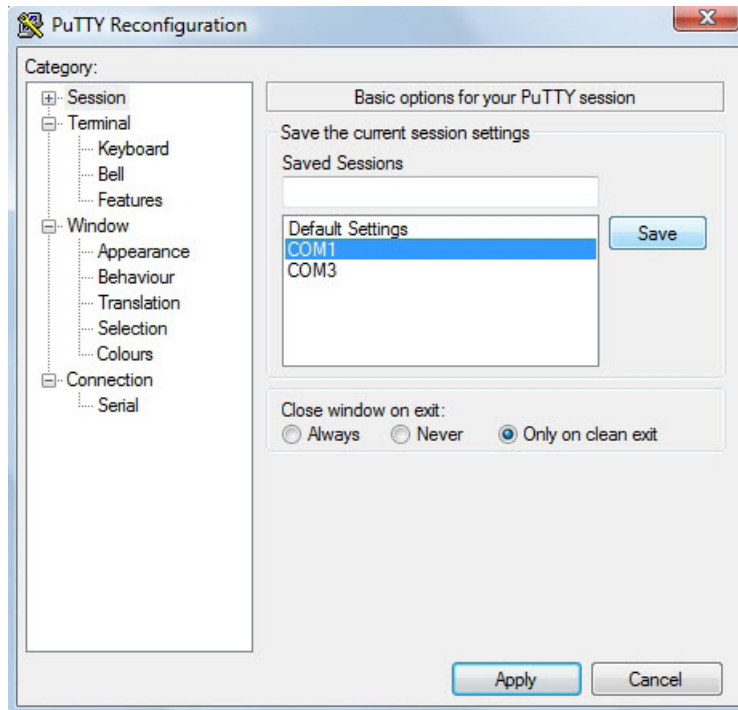 PuTTY Reconfiguration
X
Category:
Session
Terminal
Keyboard
Bell
Features
Window
Appearance
Behaviour
Translation
Selection
Colours
Connection
Serial
Basic options for your PuTTY session
Save the current session settings
Saved Sessions
Default Settings
COM1
COM3
Save
Close window on exit:
Always Never Only on clean exit
Apply Cancel